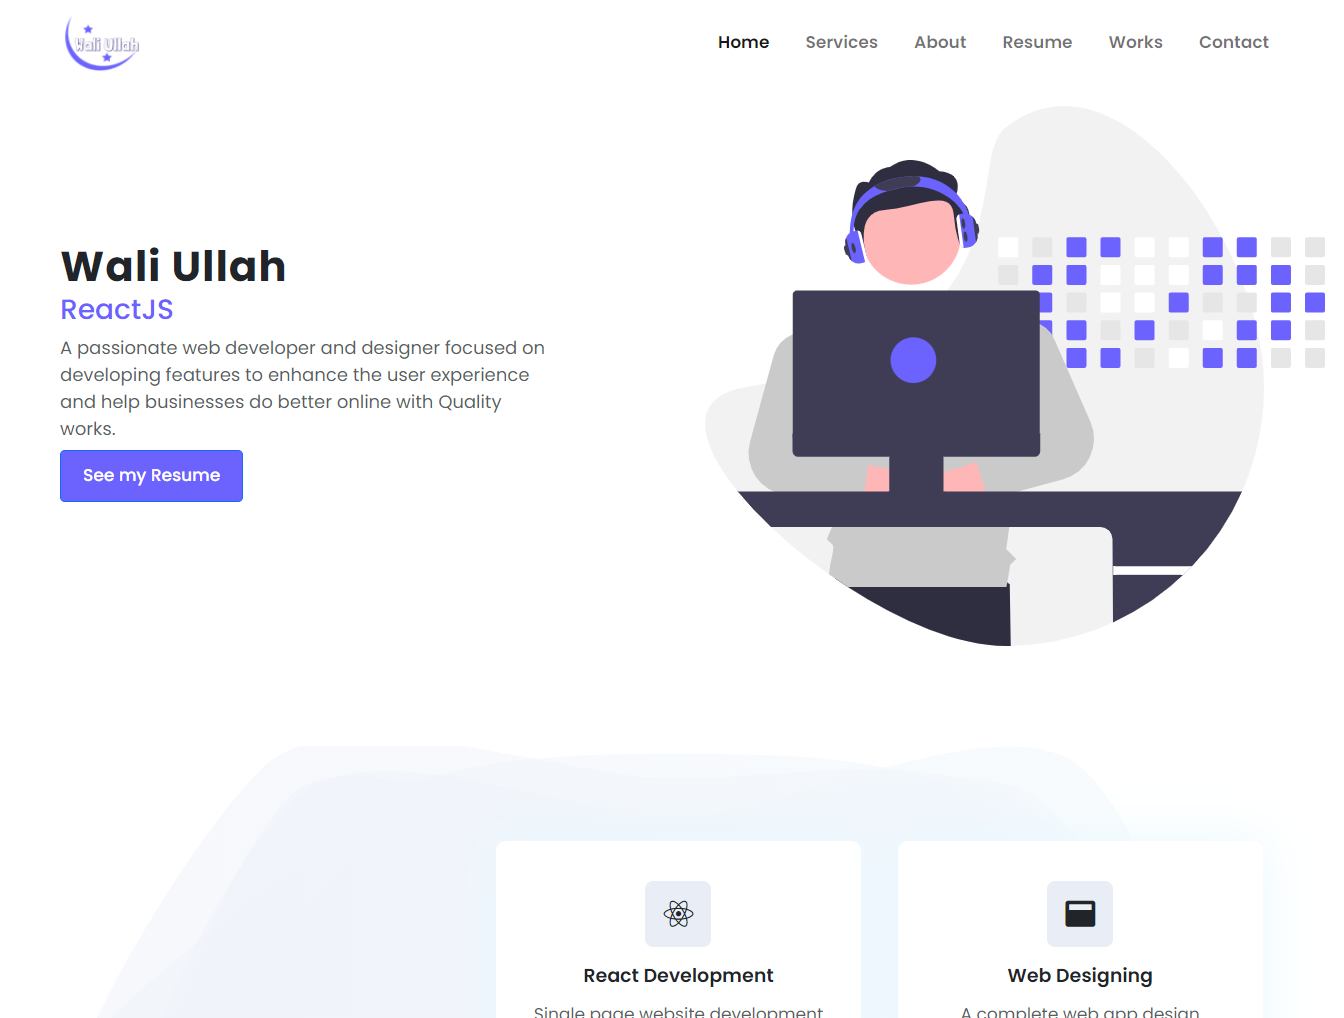 Wali Ullah
Home Services About Resume Works Contact
Wali Ullah
ReactJS
A passionate web developer and designer focused on
developing features to enhance the user experience
and help businesses do better online with Quality
works.
See my Resume
React Development
Single page website development
Web Designing
A complete web app design